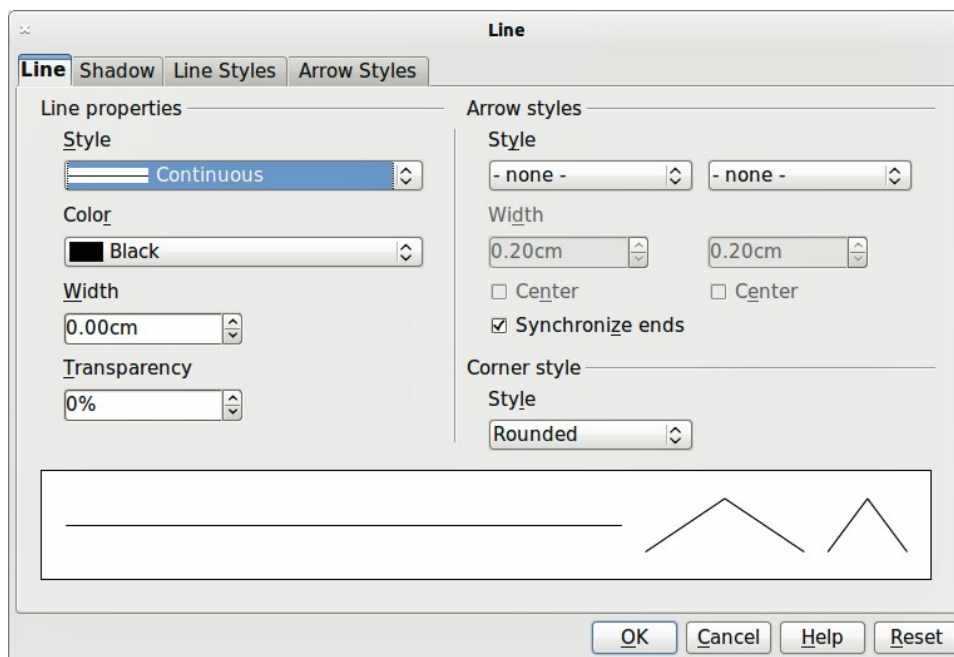 Line
Line Shadow Line Styles Arrow Styles
Line properties
Style
Continuous
Color
Black
Width
0.00cm
Transparency
0%
Arrow styles
Style
- none - - none -
Width
0.20cm 0.20cm
Center Center
Synchronize ends
Corner style
Style
Rounded
OK Cancel Help Reset